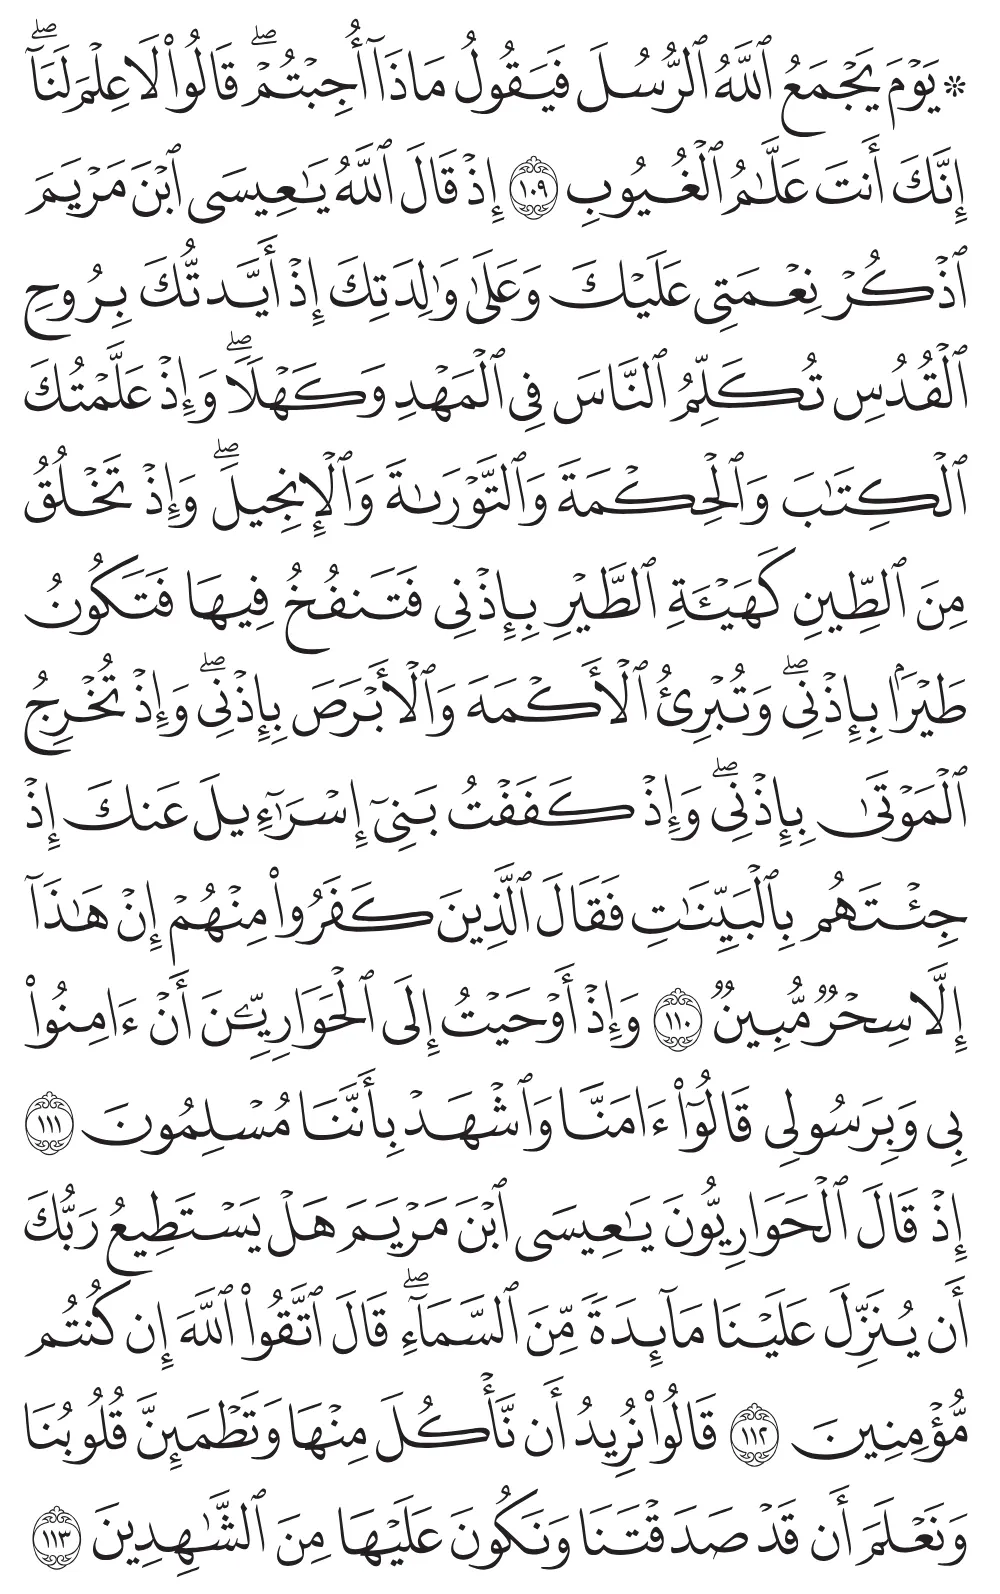 ۞ يَوْمَ يَجْمَعُ ٱللَّهُ ٱلرُّسُلَ فَيَقُولُ مَاذَآ أُجِبْتُمْۖ قَالُوا۟ لَا عِلْمَ لَنَآۖ
إِنَّكَ أَنتَ عَلَّـٰمُ ٱلْغُيُوبِ ١٠٩ إِذْ قَالَ ٱللَّهُ يَـٰعِيسَى ٱبْنَ مَرْيَمَ
ٱذْكُرْ نِعْمَتِى عَلَيْكَ وَعَلَىٰ وَٰلِدَتِكَ إِذْ أَيَّدتُّكَ بِرُوحِ
ٱلْقُدُسِ تُكَلِّمُ ٱلنَّاسَ فِى ٱلْمَهْدِ وَكَهْلًاۖ وَإِذْ عَلَّمْتُكَ
ٱلْكِتَـٰبَ وَٱلْحِكْمَةَ وَٱلتَّوْرَىٰةَ وَٱلْإِنجِيلَۖ وَإِذْ تَخْلُقُ
مِنَ ٱلطِّينِ كَهَيْـَٔةِ ٱلطَّيْرِ بِإِذْنِى فَتَنفُخُ فِيهَا فَتَكُونُ
طَيْرًۢا بِإِذْنِىۖ وَتُبْرِئُ ٱلْأَكْمَهَ وَٱلْأَبْرَصَ بِإِذْنِىۖ وَإِذْ تُخْرِجُ
ٱلْمَوْتَىٰ بِإِذْنِىۖ وَإِذْ كَفَفْتُ بَنِىٓ إِسْرَٰٓءِيلَ عَنكَ إِذْ
جِئْتَهُم بِٱلْبَيِّنَـٰتِ فَقَالَ ٱلَّذِينَ كَفَرُوا۟ مِنْهُمْ إِنْ هَـٰذَآ
إِلَّا سِحْرٌ مُّبِينٌ ١١٠ وَإِذْ أَوْحَيْتُ إِلَى ٱلْحَوَارِيِّـۧنَ أَنْ ءَامِنُوا۟
بِى وَبِرَسُولِى قَالُوٓا۟ ءَامَنَّا وَٱشْهَدْ بِأَنَّنَا مُسْلِمُونَ ١١١
إِذْ قَالَ ٱلْحَوَارِيُّونَ يَـٰعِيسَى ٱبْنَ مَرْيَمَ هَلْ يَسْتَطِيعُ رَبُّكَ
أَن يُنَزِّلَ عَلَيْنَا مَآئِدَةً مِّنَ ٱلسَّمَآءِۖ قَالَ ٱتَّقُوا۟ ٱللَّهَ إِن كُنتُم
مُّؤْمِنِينَ ١١٢ قَالُوا۟ نُرِيدُ أَن نَّأْكُلَ مِنْهَا وَتَطْمَئِنَّ قُلُوبُنَا
وَنَعْلَمَ أَن قَدْ صَدَقْتَنَا وَنَكُونَ عَلَيْهَا مِنَ ٱلشَّـٰهِدِينَ ١١٣